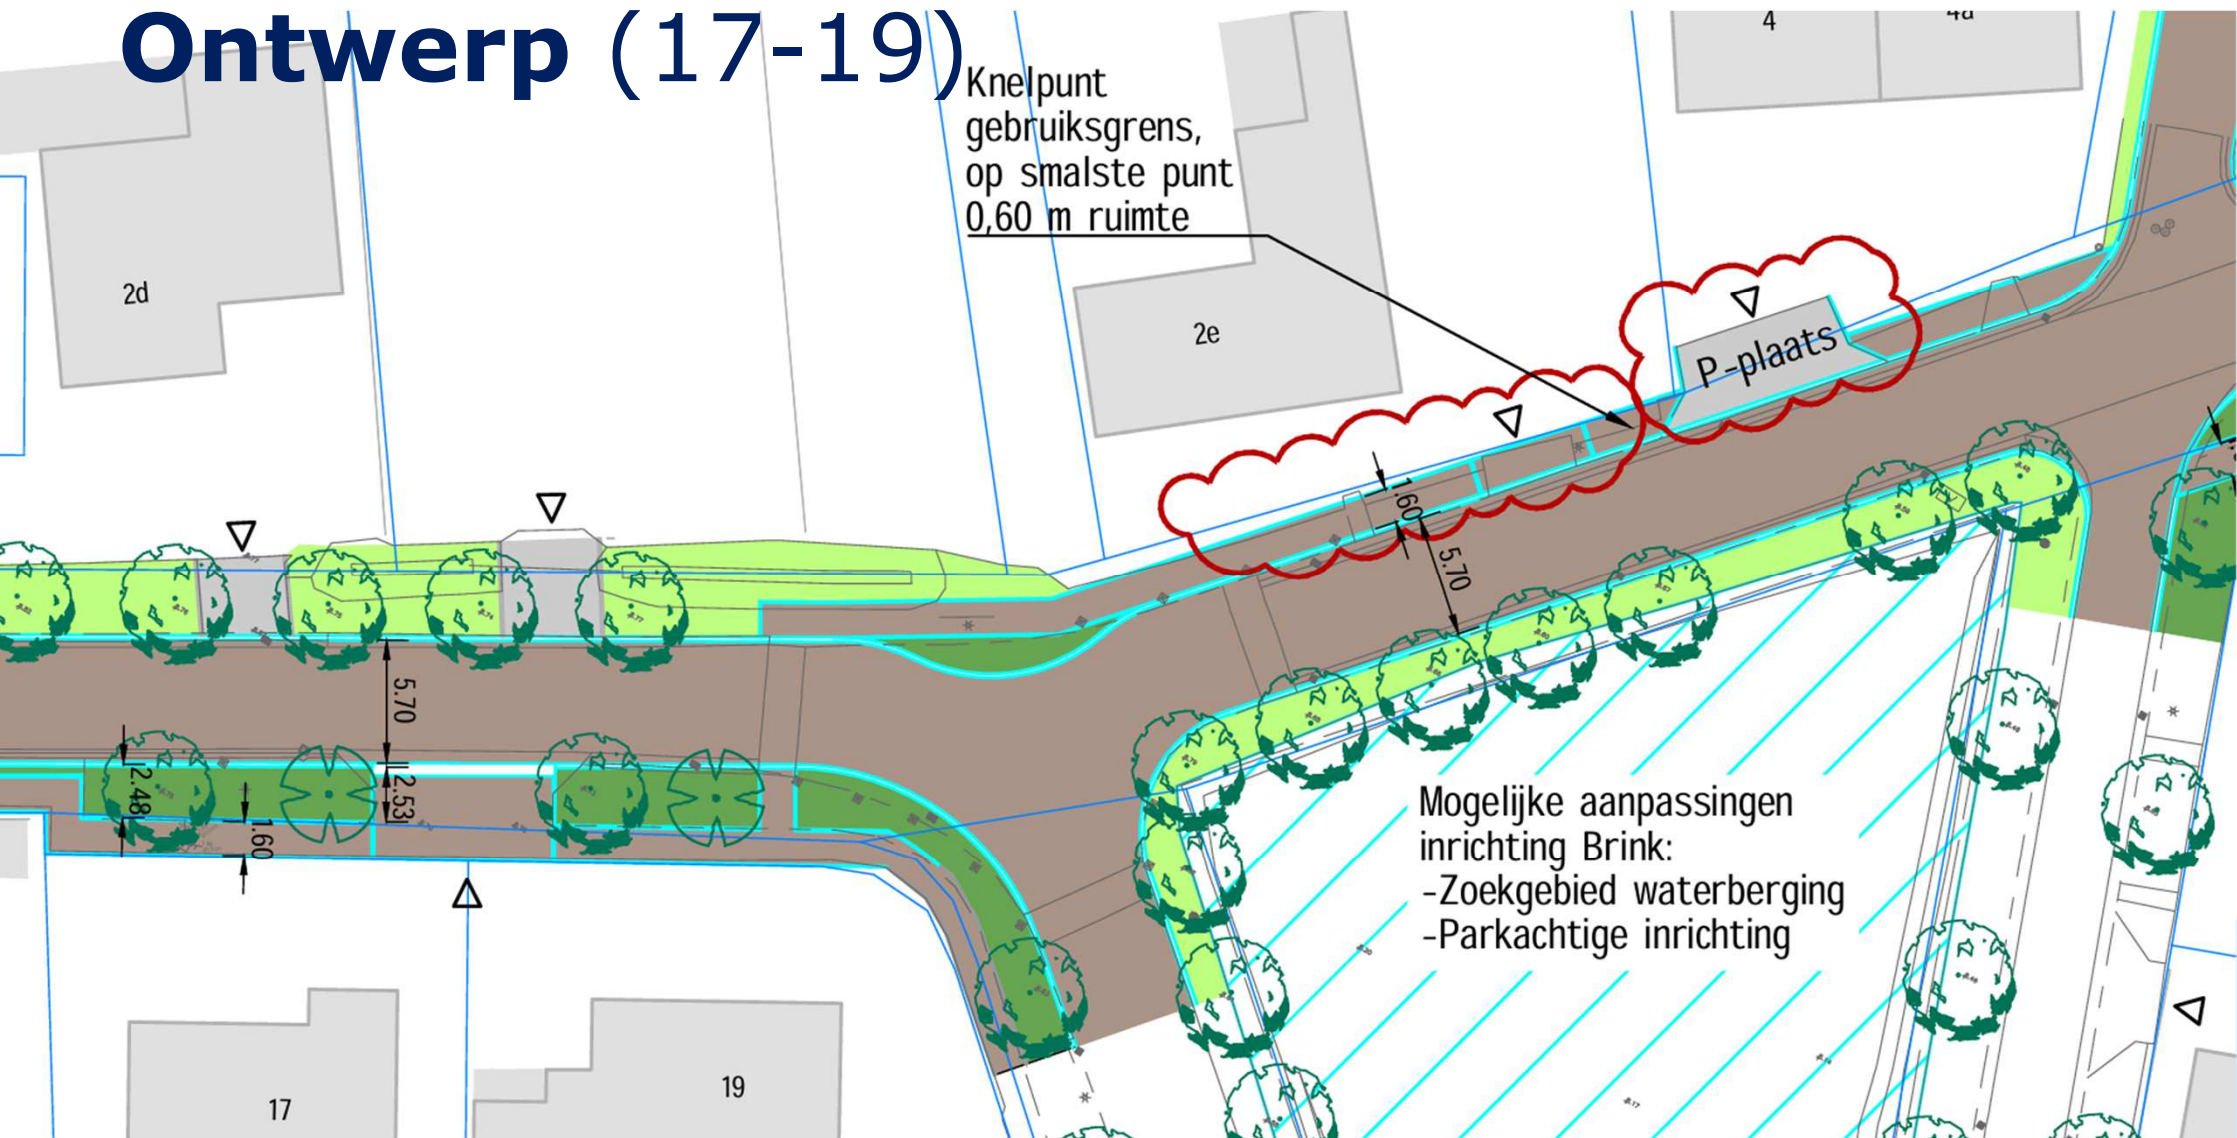 Ontwerp (17-19)
4
4a
Knelpunt
gebruiksgrens,
op smalste punt
0,60 m ruimte
2d
2e
P-plaats
1.60
5.70
5.70
2.48
2.53
1.60
Mogelijke aanpassingen
inrichting Brink:
-Zoekgebied waterberging
-Parkachtige inrichting
17
19